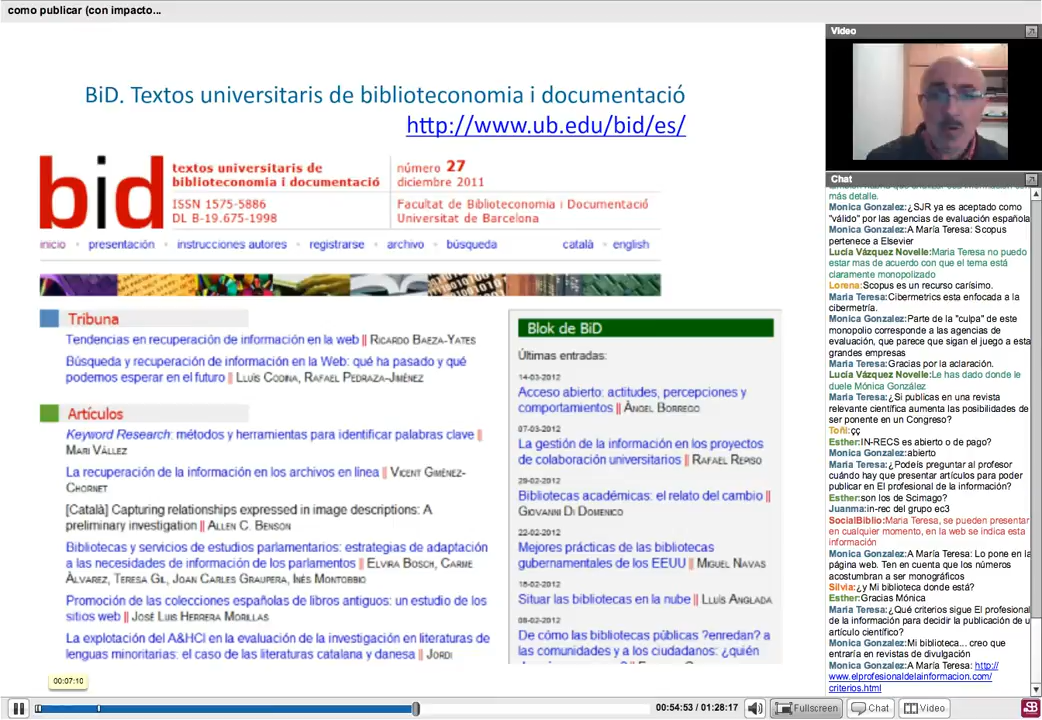 como publicar (con impacto...
BiD. Textos universitaris de biblioteconomia i documentació
http://www.ub.edu/bid/es/
bid
textos universitaris de
biblioteconomia i documentació
ISSN 1575-5886
DL B-19.675-1998
número 27
diciembre 2011
Facultat de Biblioteconomia i Documentació
Universitat de Barcelona
inicio • presentación • instrucciones autores • registrarse • archivo • búsqueda
català • english
Tribuna
Tendencias en recuperación de información en la web || Ricardo Baeza-Yates
Búsqueda y recuperación de información en la Web: qué ha pasado y qué
podemos esperar en el futuro || Lluís Codina, Rafael Pedraza-Jiménez
Artículos
Keyword Research: métodos y herramientas para identificar palabras clave ||
Mari Vállez
La recuperación de la información en los archivos en línea || Vicent Giménez-
Chornet
[Català] Capturing relationships expressed in image descriptions: A
preliminary investigation || Allen C. Benson
Bibliotecas y servicios de estudios parlamentarios: estrategias de adaptación
a las necesidades de información de los parlamentos || Elvira Bosch, Carme
Àlvarez, Teresa Gil, Joan Carles Graupera, Inés Montobbio
Promoción de las colecciones españolas de libros antiguos: un estudio de los
sitios web || José Luis Herrera Morillas
La explotación del A&HCI en la evaluación de la investigación en literaturas de
lenguas minoritarias: el caso de las literaturas catalana y danesa || Jordi
Blok de BiD
Últimas entradas:
14-03-2012
Acceso abierto: actitudes, percepciones y
comportamientos || Àngel Borrego
07-03-2012
La gestión de la información en los proyectos
de colaboración universitarios || Rafael Repiso
29-02-2012
Bibliotecas académicas: el relato del cambio ||
Giovanni Di Domenico
22-02-2012
Mejores prácticas de las bibliotecas
gubernamentales de los EEUU || Miguel Navas
15-02-2012
Situar las bibliotecas en la nube || Lluís Anglada
08-02-2012
De cómo las bibliotecas públicas ?enredan? a
las comunidades y a los ciudadanos: ¿quién
Video
Chat
más detalle.
Monica Gonzalez:¿SJR ya es aceptado como
"válido" por las agencias de evaluación española
Monica Gonzalez:A María Teresa: Scopus
pertenece a Elsevier
Lucía Vázquez Novelle:Maria Teresa no puedo
estar mas de acuerdo con que el tema está
claramente monopolizado
Lorena:Scopus es un recurso carísimo.
Maria Teresa:Cibermetrics esta enfocada a la
cibermetría.
Monica Gonzalez:Parte de la "culpa" de este
monopolio corresponde a las agencias de
evaluación, que parece que sigan el juego a esta
grandes empresas
Maria Teresa:Gracias por la aclaración.
Lucía Vázquez Novelle:Le has dado donde le
duele Mónica González
Maria Teresa:¿Si publicas en una revista
relevante científica aumenta las posibilidades de
ser ponente en un Congreso?
Toñi:çç
Esther:IN-RECS es abierto o de pago?
Monica Gonzalez:abierto
Maria Teresa:¿Podeís preguntar al profesor
cuándo hay que presentar artículos para poder
publicar en El profesional de la información?
Esther:son los de Scimago?
Juanma:in-rec del grupo ec3
SocialBiblio:Maria Teresa, se pueden presentar
en cualquier momento, en la web se indica esta
información
Monica Gonzalez:A María Teresa: Lo pone en la
página web. Ten en cuenta que los números
acostumbran a ser monográficos
Silvia:¿y Mi biblioteca donde está?
Esther:Gracias Mónica
Maria Teresa:¿Qué criterios sigue El profesional
de la información para decidir la publicación de u
artículo científico?
Monica Gonzalez:Mi biblioteca... creo que
entraría en revistas de divulgación
Monica Gonzalez:A María Teresa: http://
www.elprofesionaldelainformacion.com/
criterios.html
00:07:10
00:54:53 / 01:28:17
Fullscreen
Chat
Video